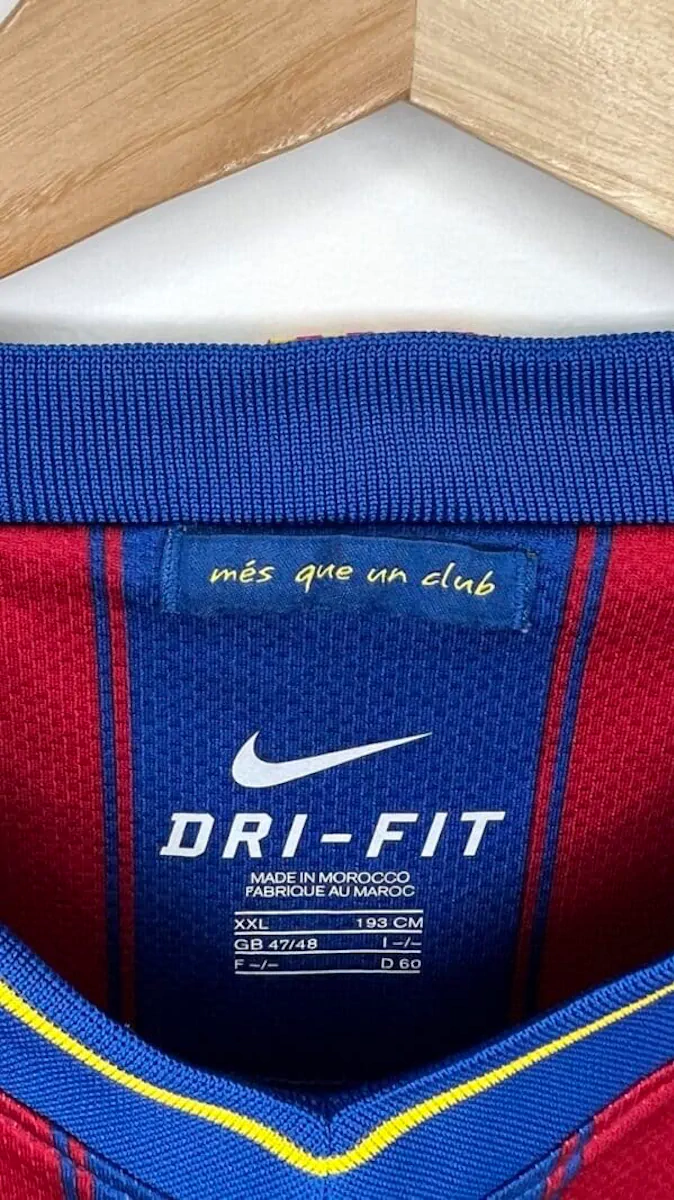 més que un club
DRI-FIT
MADE IN MOROCCO
FABRIQUE AU MAROC
XXL 193 CM
GB 47/48 I -/-
F -/- D 60